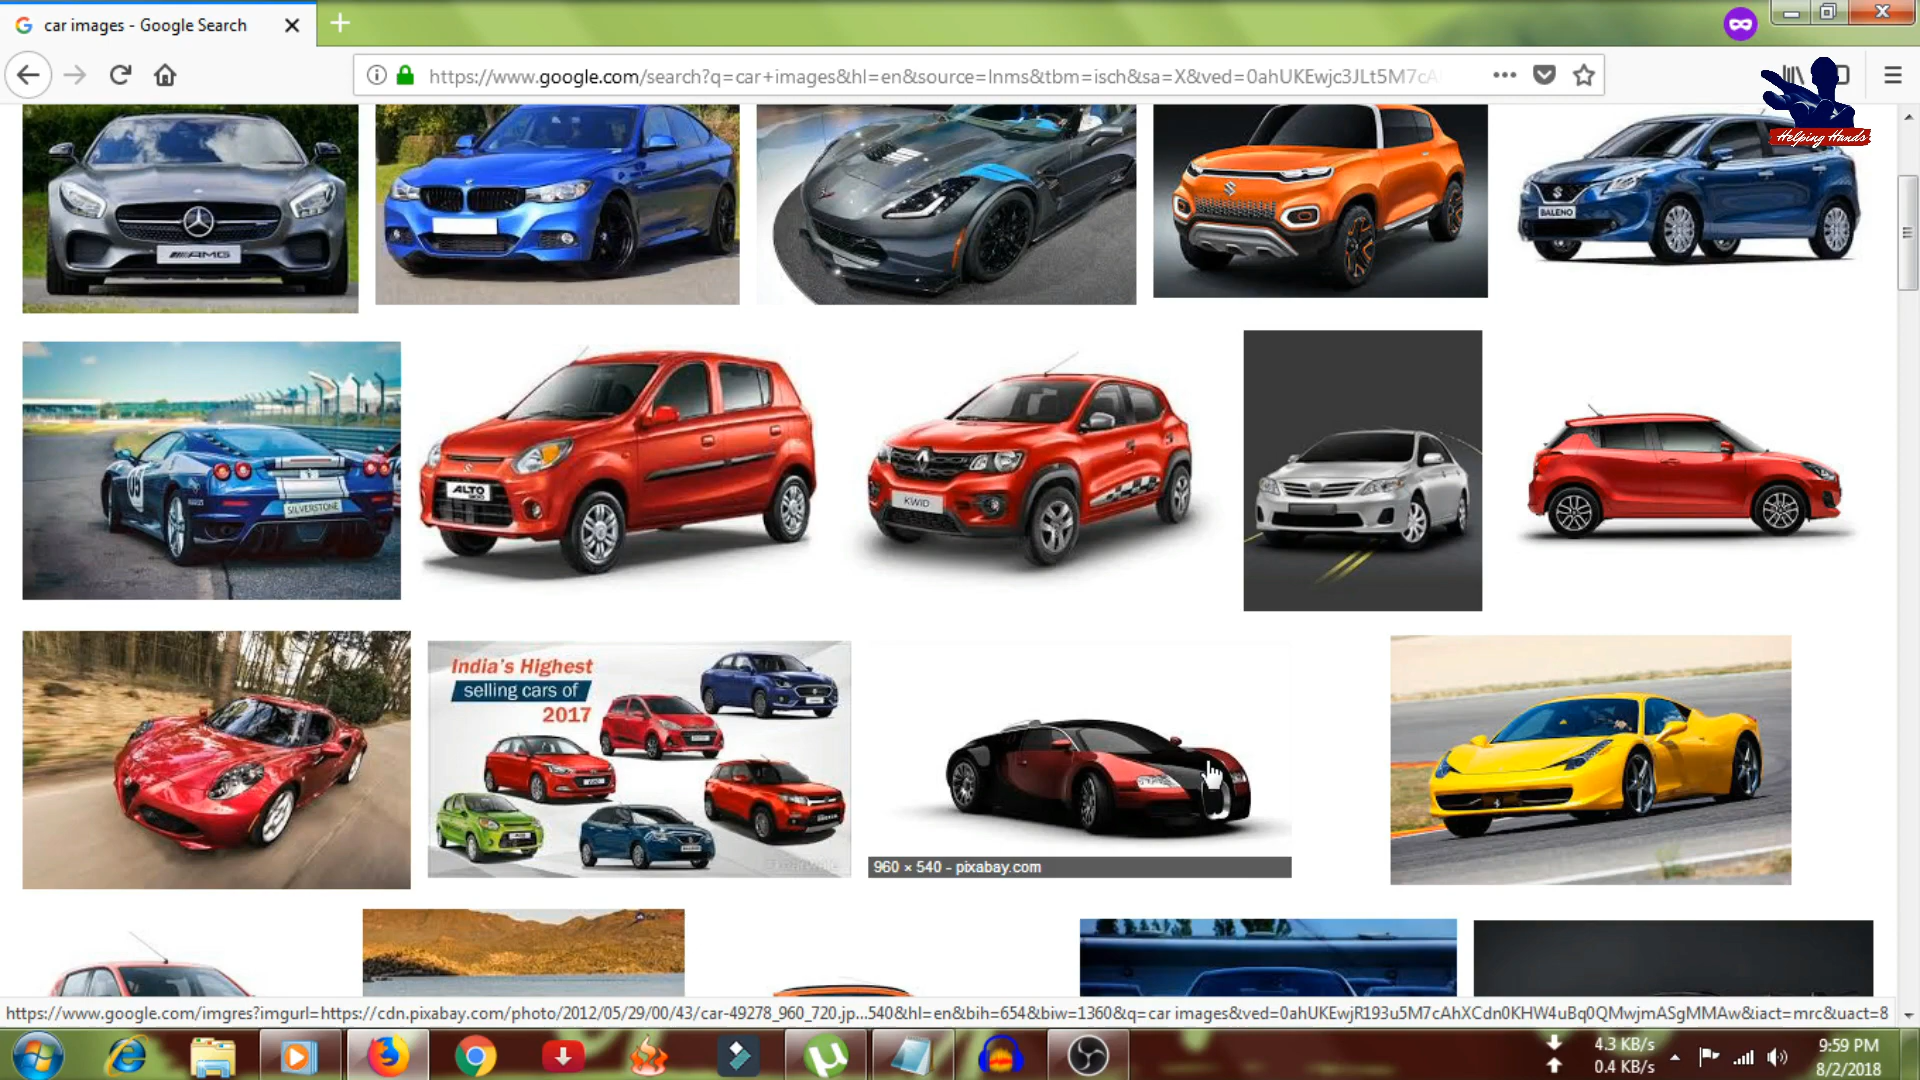 car images - Google Search
https://www.google.com/search?q=car+images&hl=en&source=lnms&tbm=isch&sa=X&ved=0ahUKEwjc3JLt5M7cA
Helping Hands
AMG
BALENO
SILVERSTONE
ALTO
KWID
India's Highest
selling cars of
2017
960 × 540 - pixabay.com
https://www.google.com/imgres?imgurl=https://cdn.pixabay.com/photo/2012/05/29/00/43/car-49278_960_720.jp...540&hl=en&bih=654&biw=1360&q=car images&ved=0ahUKEwjR193u5M7cAhXCdn0KHW4uBq0QMwjmASgMMAw&iact=mrc&uact=8
4.3 KB/s
0.4 KB/s
9:59 PM
8/2/2018